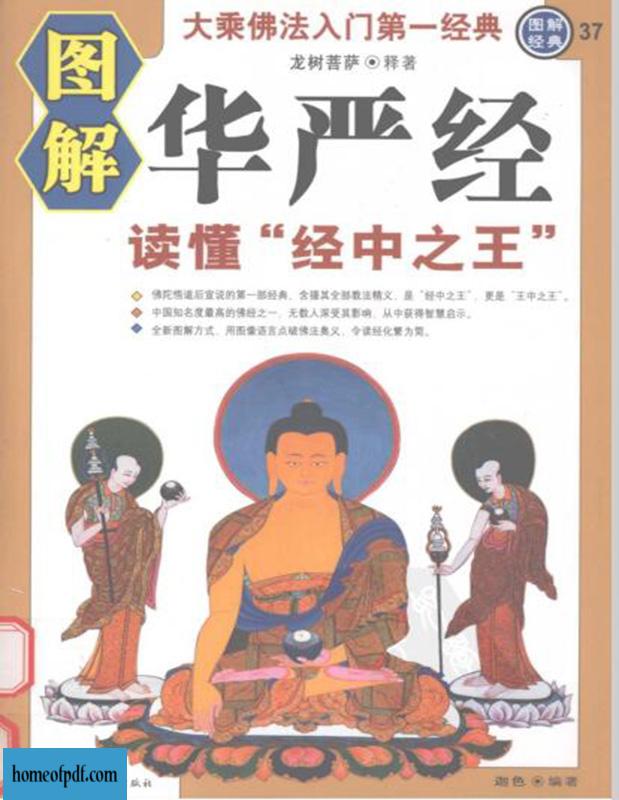 大乘佛法入门第一经典
图解
经典
37
龙树菩萨 释著
图解
华严经
读懂“经中之王”
佛陀悟道后宣说的第一部经典，含摄其全部教法精义，是“经中之王”，更是“王中之王”。
中国知名度最高的佛经之一，无数人深受其影响，从中获得智慧启示。
全新图解方式，用图像语言点破佛法奥义，令读经化繁为简。
homeofpdf.com
版社
迦色 编著